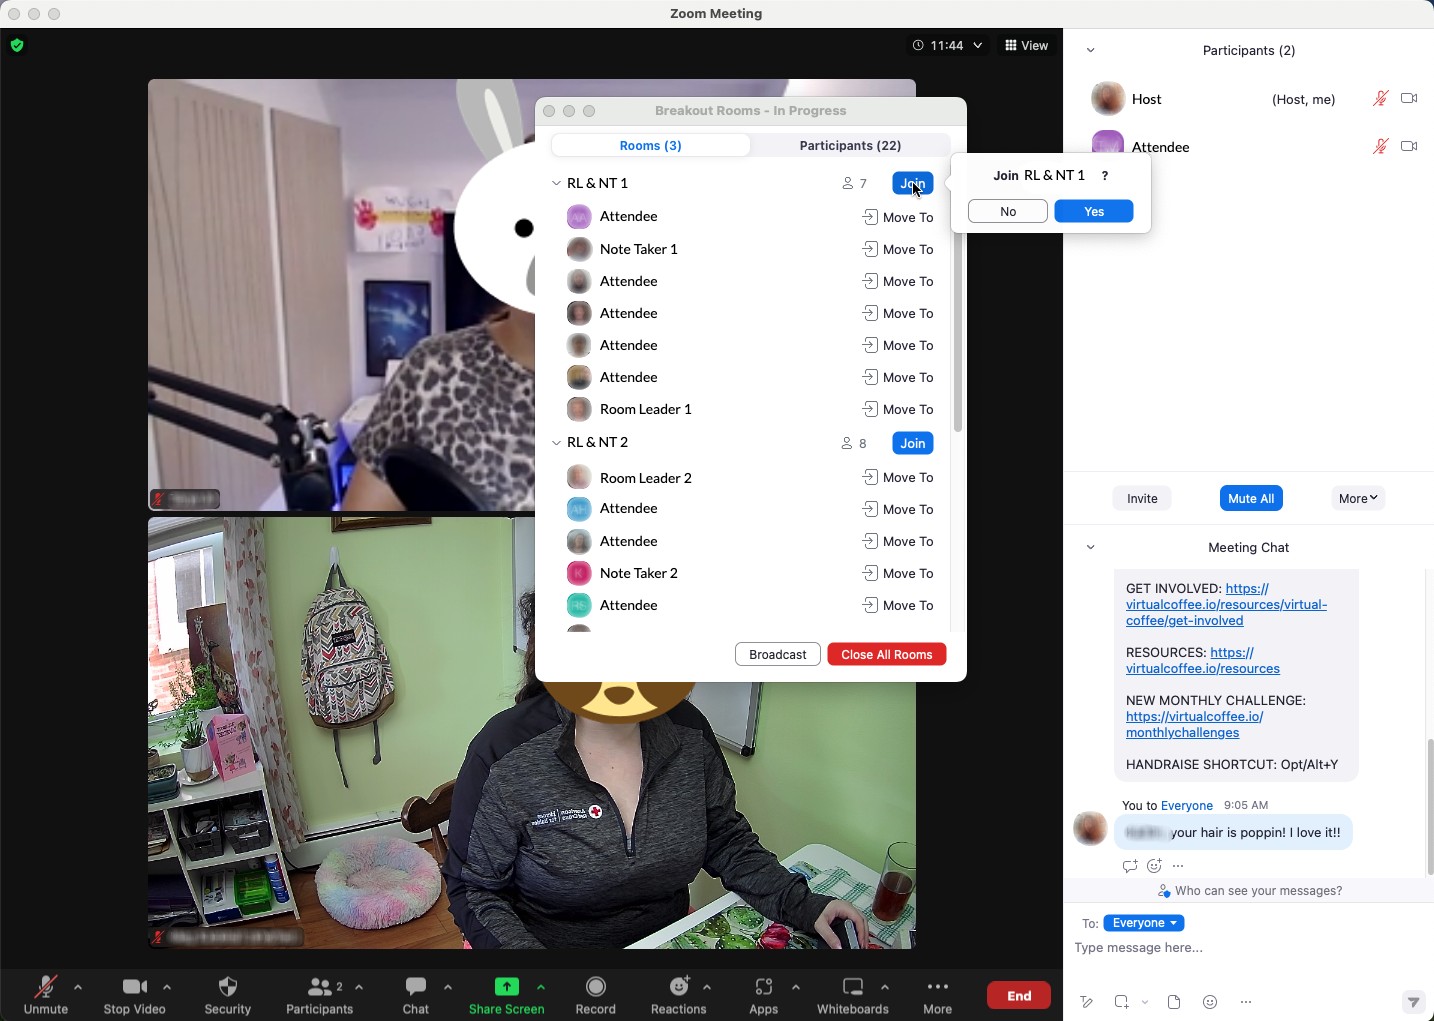 Zoom Meeting
11:44
View
Breakout Rooms - In Progress
Rooms (3)
Participants (22)
RL & NT 1
7
Join
Attendee
Move To
Note Taker 1
Move To
Attendee
Move To
Attendee
Move To
Attendee
Move To
Attendee
Move To
Room Leader 1
Move To
RL & NT 2
8
Join
Room Leader 2
Move To
Attendee
Move To
Attendee
Move To
Note Taker 2
Move To
Attendee
Move To
Broadcast
Close All Rooms
Join RL & NT 1 ?
No
Yes
Participants (2)
Host
(Host, me)
Attendee
Invite
Mute All
More
Meeting Chat
GET INVOLVED: https://
virtualcoffee.io/resources/virtual-
coffee/get-involved
RESOURCES: https://
virtualcoffee.io/resources
NEW MONTHLY CHALLENGE:
https://virtualcoffee.io/
monthlychallenges
HANDRAISE SHORTCUT: Opt/Alt+Y
You to Everyone 9:05 AM
your hair is poppin! I love it!!
Who can see your messages?
To: Everyone
Type message here...
Unmute
Stop Video
Security
2
Participants
Chat
Share Screen
Record
Reactions
Apps
Whiteboards
More
End